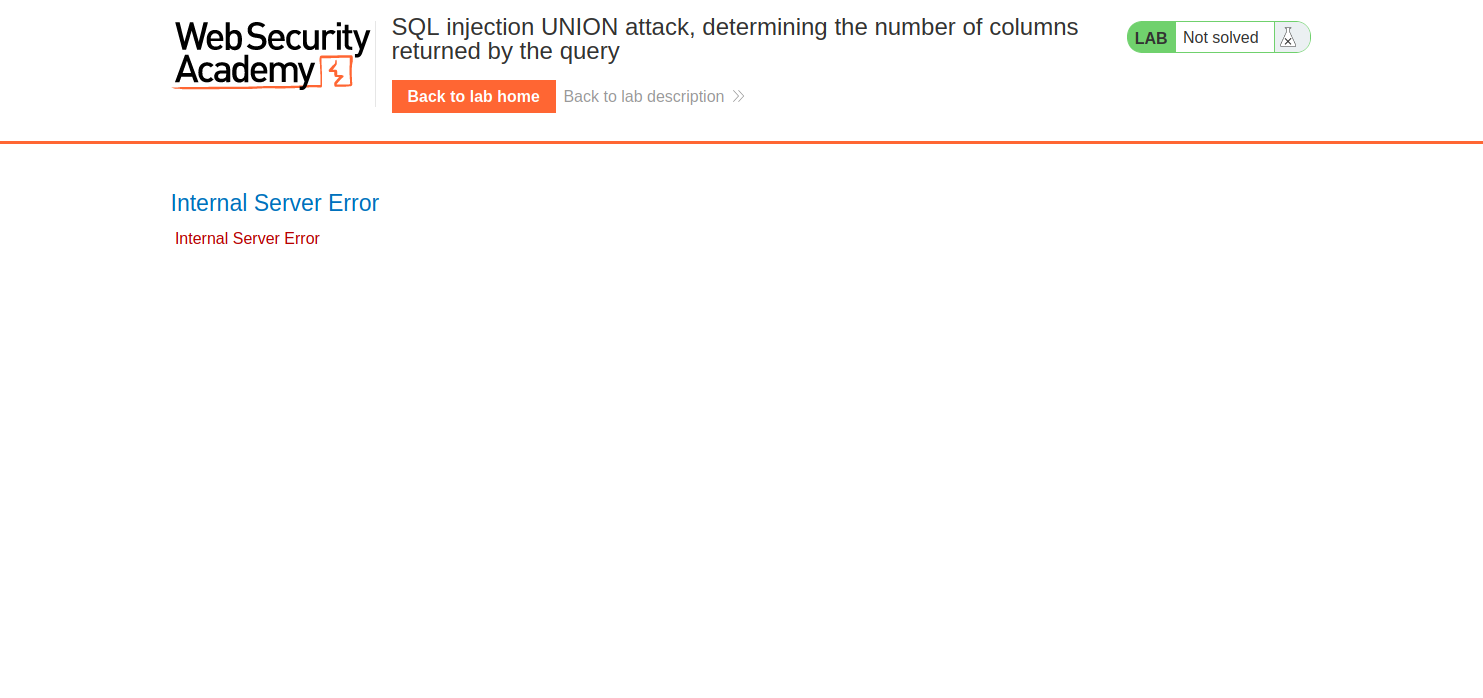 Web Security
Academy
SQL injection UNION attack, determining the number of columns
returned by the query
Back to lab home
Back to lab description
LAB
Not solved
Internal Server Error
Internal Server Error